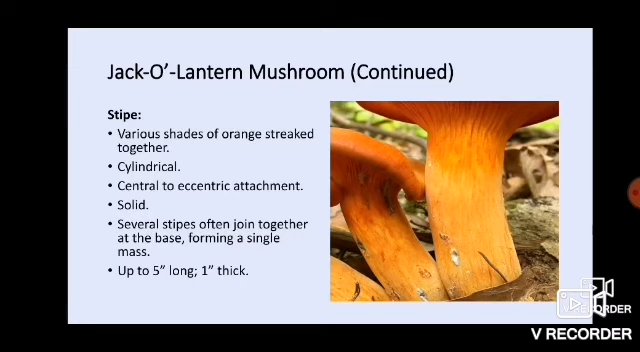 Jack-O’-Lantern Mushroom (Continued)
Stipe:
• Various shades of orange streaked
together.
• Cylindrical.
• Central to eccentric attachment.
• Solid.
• Several stipes often join together
at the base, forming a single
mass.
• Up to 5” long; 1” thick.
V RECORDER
V RECORDER